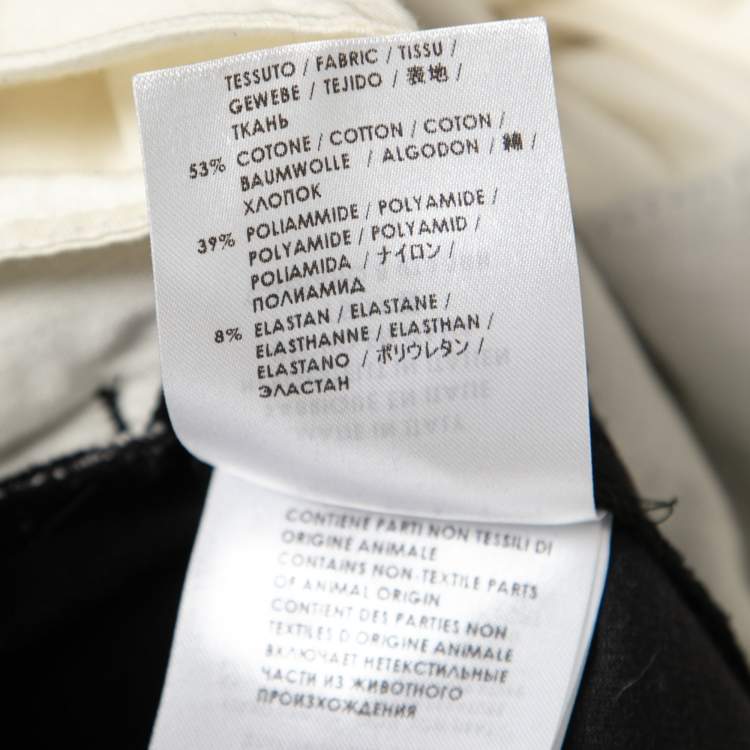 TESSUTO / FABRIC / TISSU /
GEWEBE / TEJIDO / 表地 /
ТКАНЬ
53% COTONE / COTTON / COTON /
BAUMWOLLE / ALGODON / 綿 /
ХЛОПОК
39% POLIAMMIDE / POLYAMIDE /
POLYAMIDE / POLYAMID /
POLIAMIDA / ナイロン /
ПОЛИАМИД
8% ELASTAN / ELASTANE /
ELASTHANNE / ELASTHAN /
ELASTANO / ポリウレタン /
ЭЛАСТАН
CONTIENE PARTI NON TESSILI DI
ORIGINE ANIMALE
CONTAINS NON-TEXTILE PARTS
OF ANIMAL ORIGIN
CONTIENT DES PARTIES NON
TEXTILES D'ORIGINE ANIMALE
ВКЛЮЧАЕТ НЕТЕКСТИЛЬНЫЕ
ЧАСТИ ИЗ ЖИВОТНОГО
ПРОИЗХОЖДЕНИЯ